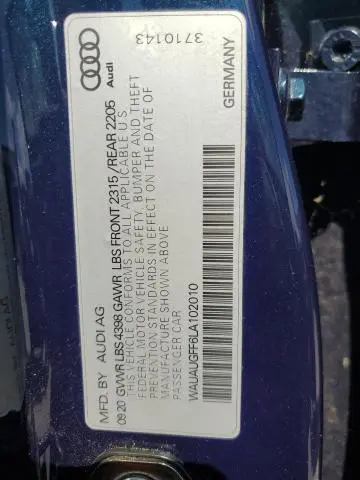 MFD. BY AUDI AG
09.20 GVWR LBS 4398 GAWR LBS FRONT 2315 / REAR 2205
THIS VEHICLE CONFORMS TO ALL APPLICABLE U.S.
FEDERAL MOTOR VEHICLE SAFETY, BUMPER AND THEFT
PREVENTION STANDARDS IN EFFECT ON THE DATE OF
MANUFACTURE SHOWN ABOVE
PASSENGER CAR
WAUAUGFF6LA102010
GERMANY
Audi
3710143